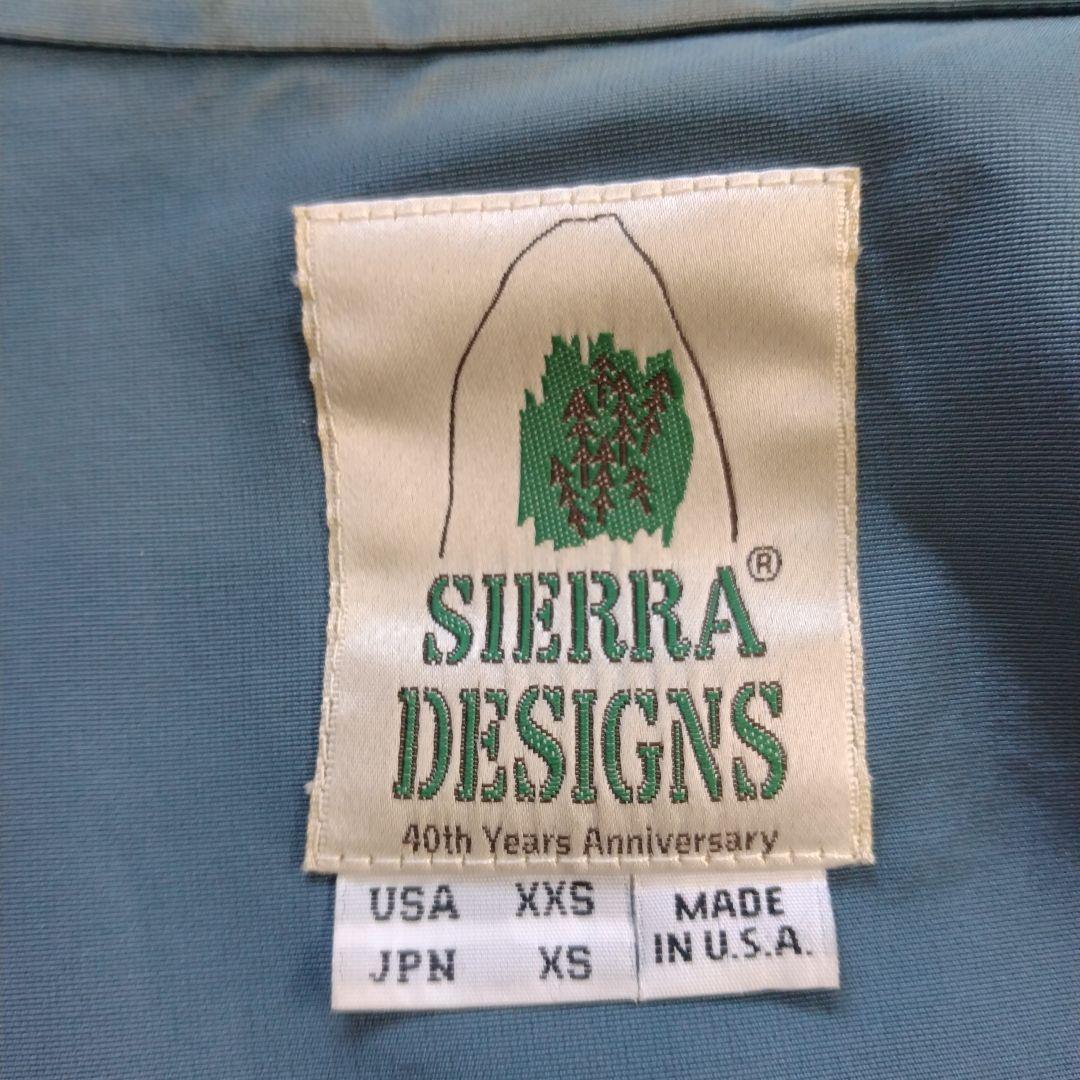 SIERRA®
DESIGNS
40th Years Anniversary
USA XXS
JPN XS
MADE
IN U.S.A.